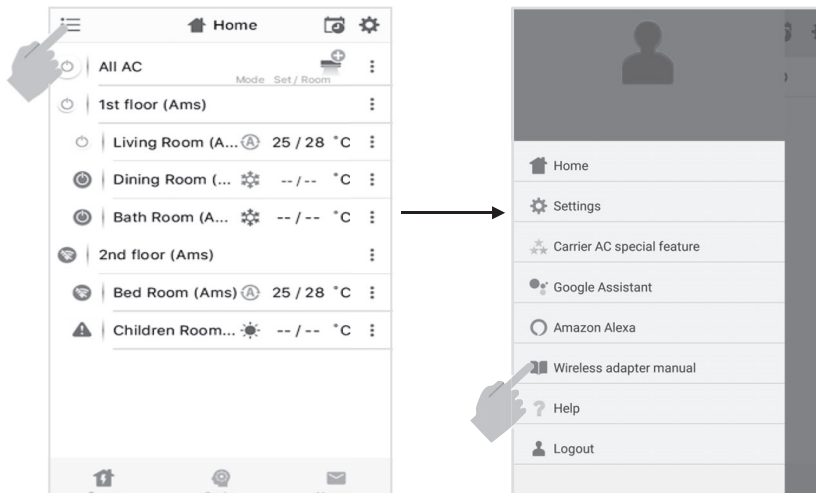 Home
All AC
Mode Set / Room
1st floor (Ams)
Living Room (A... A 25 / 28 °C
Dining Room (... -- / -- °C
Bath Room (A... -- / -- °C
2nd floor (Ams)
Bed Room (Ams) A 25 / 28 °C
Children Room... -- / -- °C
Home
Settings
Carrier AC special feature
Google Assistant
Amazon Alexa
Wireless adapter manual
? Help
Logout